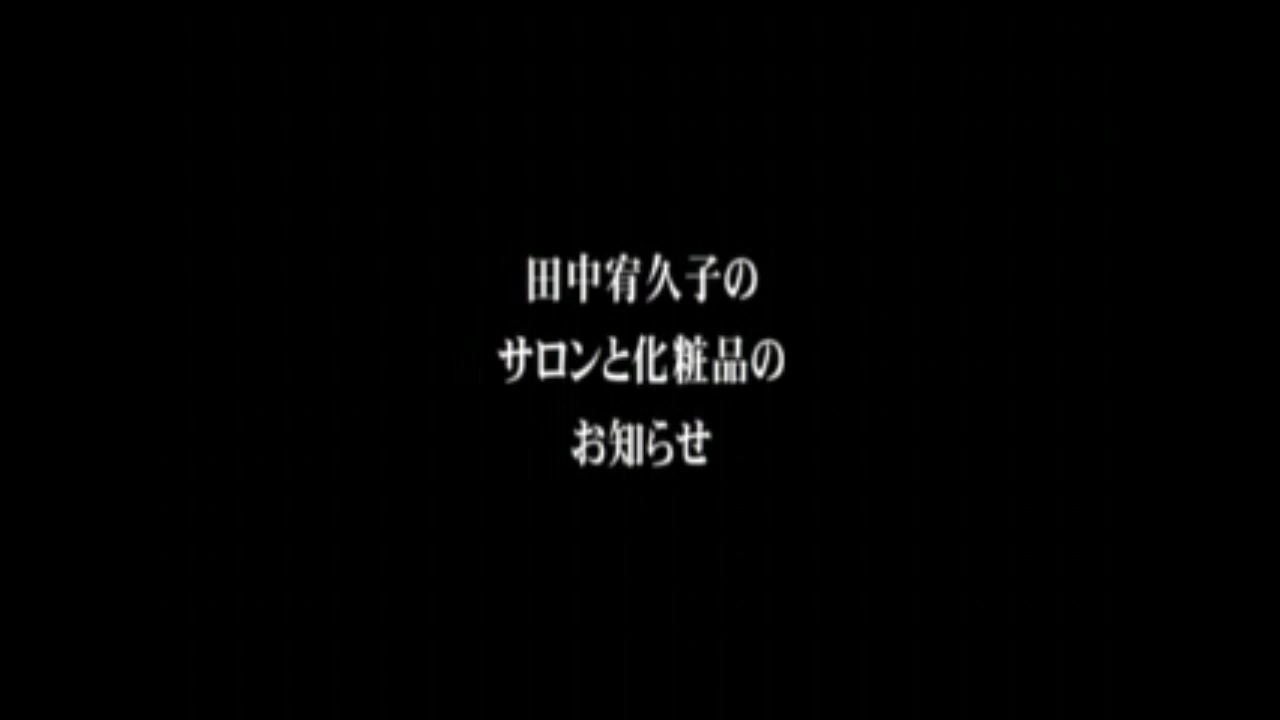 田中宥久子の
サロンと化粧品の
お知らせ